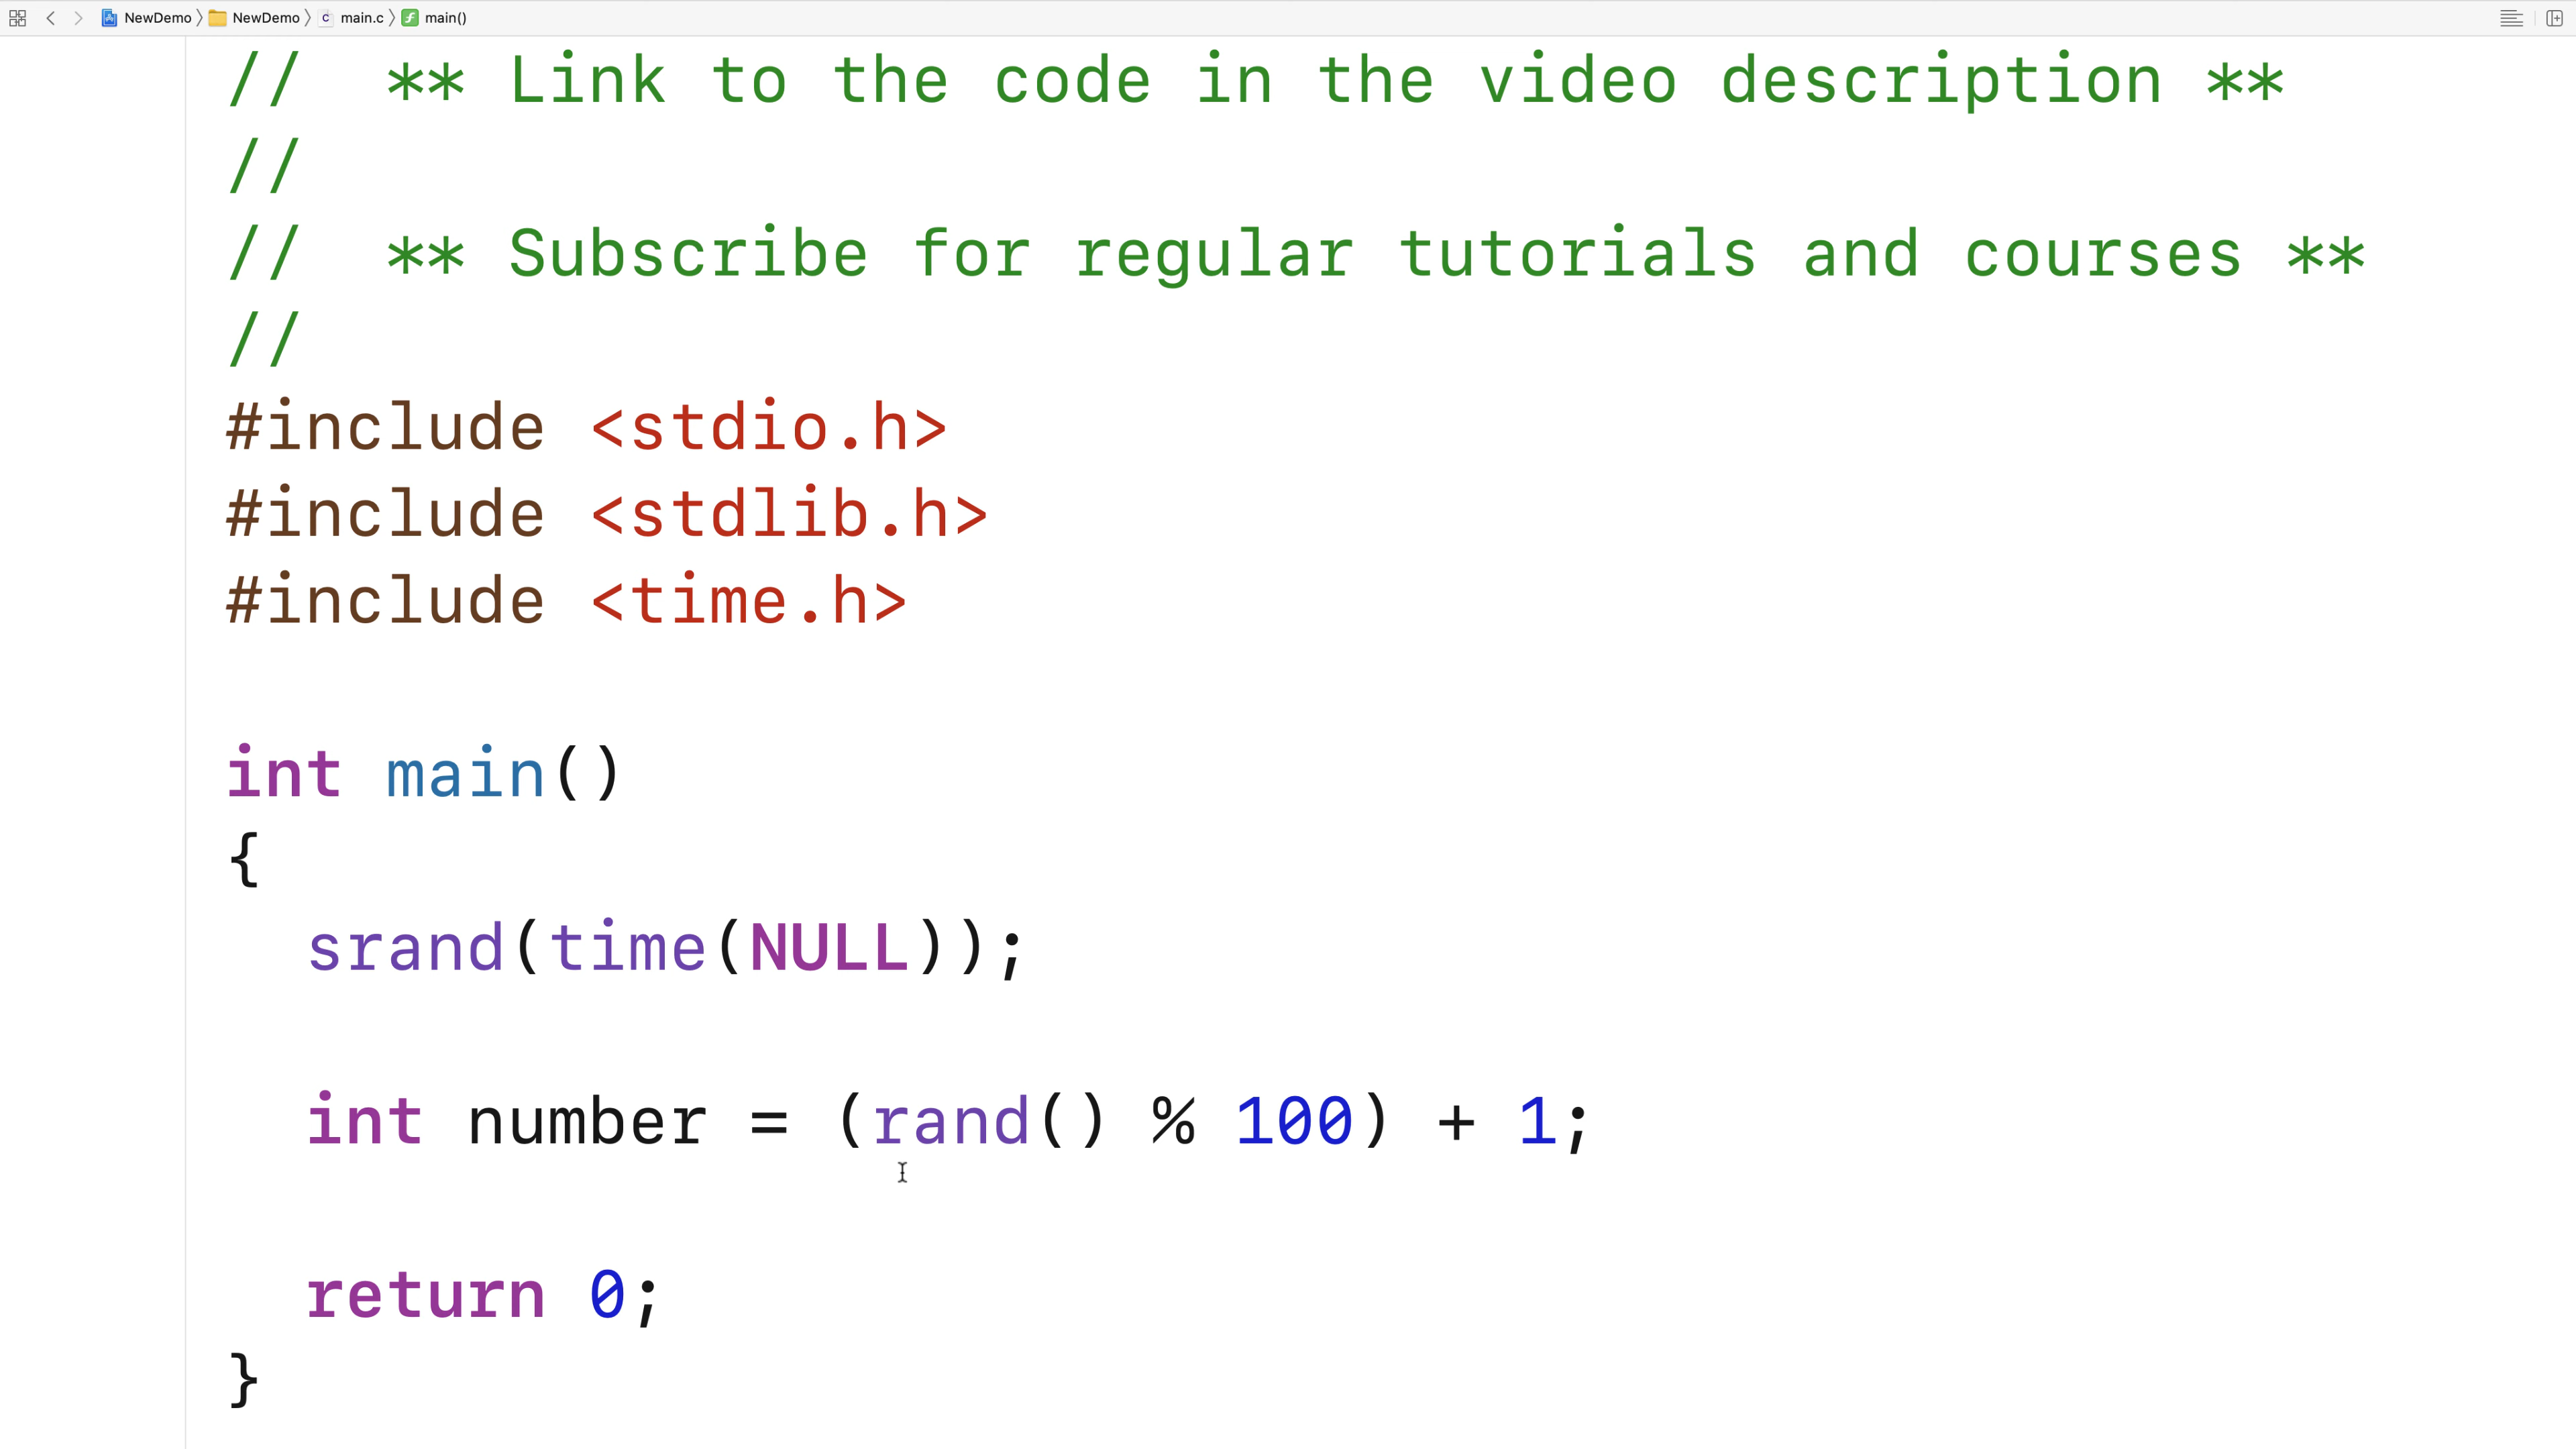 NewDemo 〉 NewDemo 〉 C main.c 〉 f main()
//  ** Link to the code in the video description **
//
//  ** Subscribe for regular tutorials and courses **
//
#include <stdio.h>
#include <stdlib.h>
#include <time.h>
int main()
{
  srand(time(NULL));
  int number = (rand() % 100) + 1;
  return 0;
}